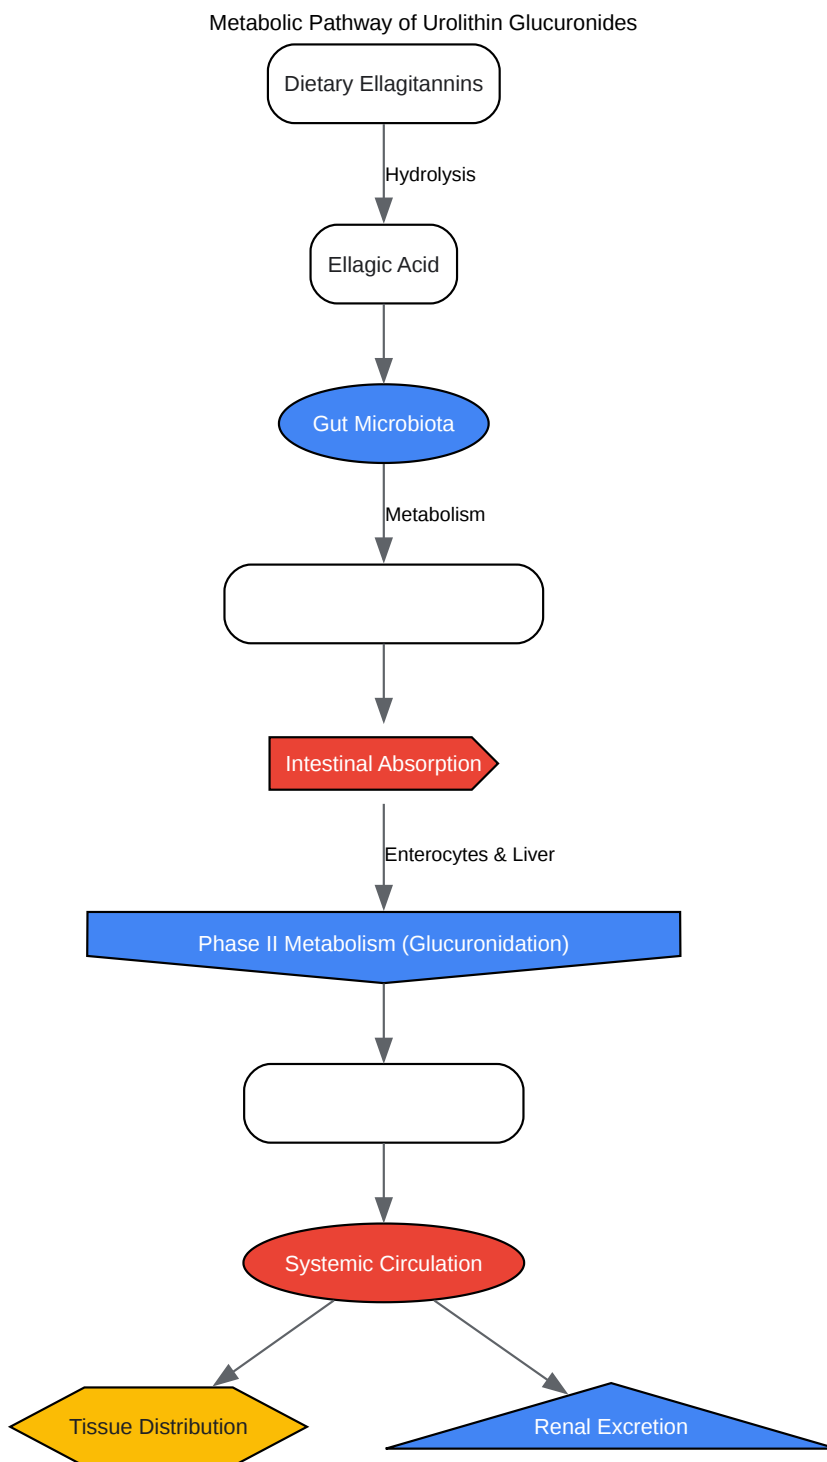 Metabolic Pathway of Urolithin Glucuronides
Dietary Ellagitannins
Hydrolysis
Ellagic Acid
Gut Microbiota
Metabolism
Intestinal Absorption
Enterocytes & Liver
Phase II Metabolism (Glucuronidation)
Systemic Circulation
Tissue Distribution
Renal Excretion